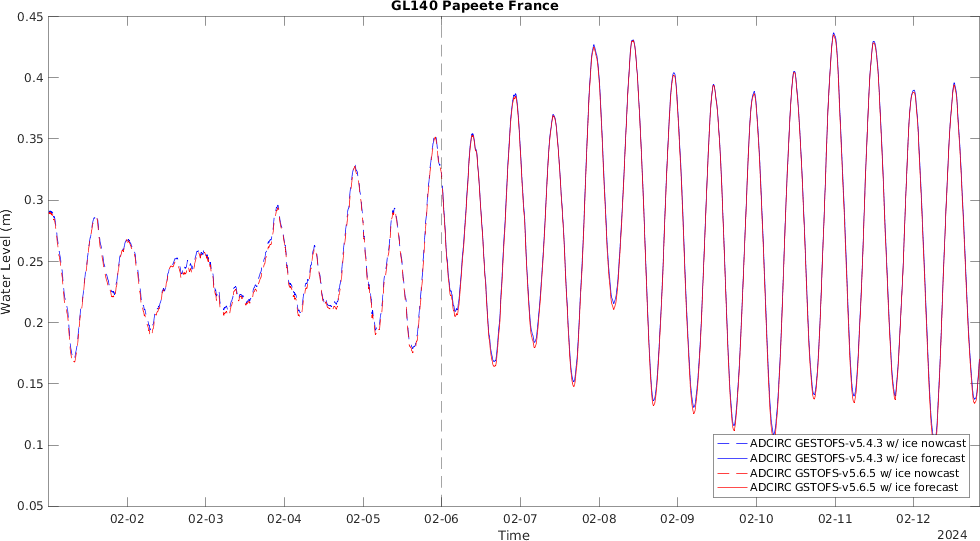 GL140 Papeete France
0.45
0.4
0.35
0.3
0.25
0.2
0.15
0.1
0.05
Water Level (m)
ADCIRC GESTOFS-v5.4.3 w/ ice nowcast
ADCIRC GESTOFS-v5.4.3 w/ ice forecast
ADCIRC GSTOFS-v5.6.5 w/ ice nowcast
ADCIRC GSTOFS-v5.6.5 w/ ice forecast
02-02 02-03 02-04 02-05 02-06 02-07 02-08 02-09 02-10 02-11 02-12
Time
2024